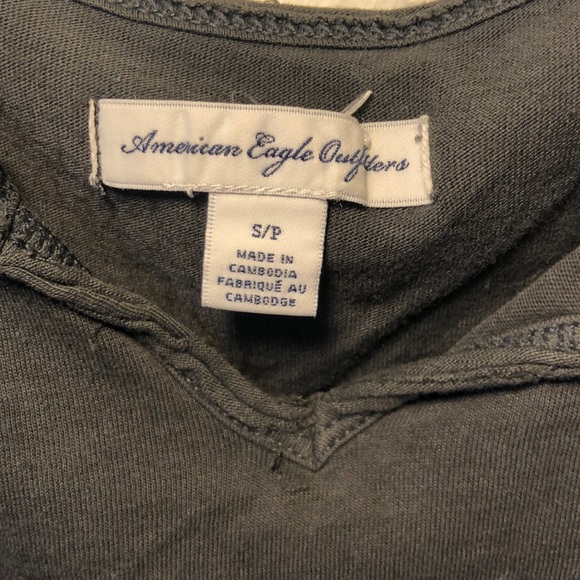 American Eagle Outfitters
S/P
MADE IN
CAMBODIA
FABRIQUÉ AU
CAMBODGE